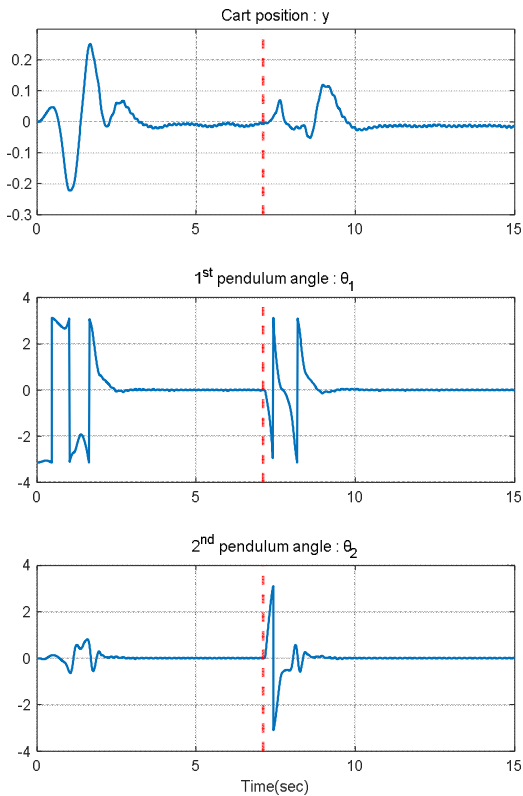 Cart position : y
0.2
0.1
0
-0.1
-0.2
-0.3
0 5 10 15
1st pendulum angle : θ1
4
2
0
-2
-4
0 5 10 15
2nd pendulum angle : θ2
4
2
0
-2
-4
0 5 10 15
Time(sec)